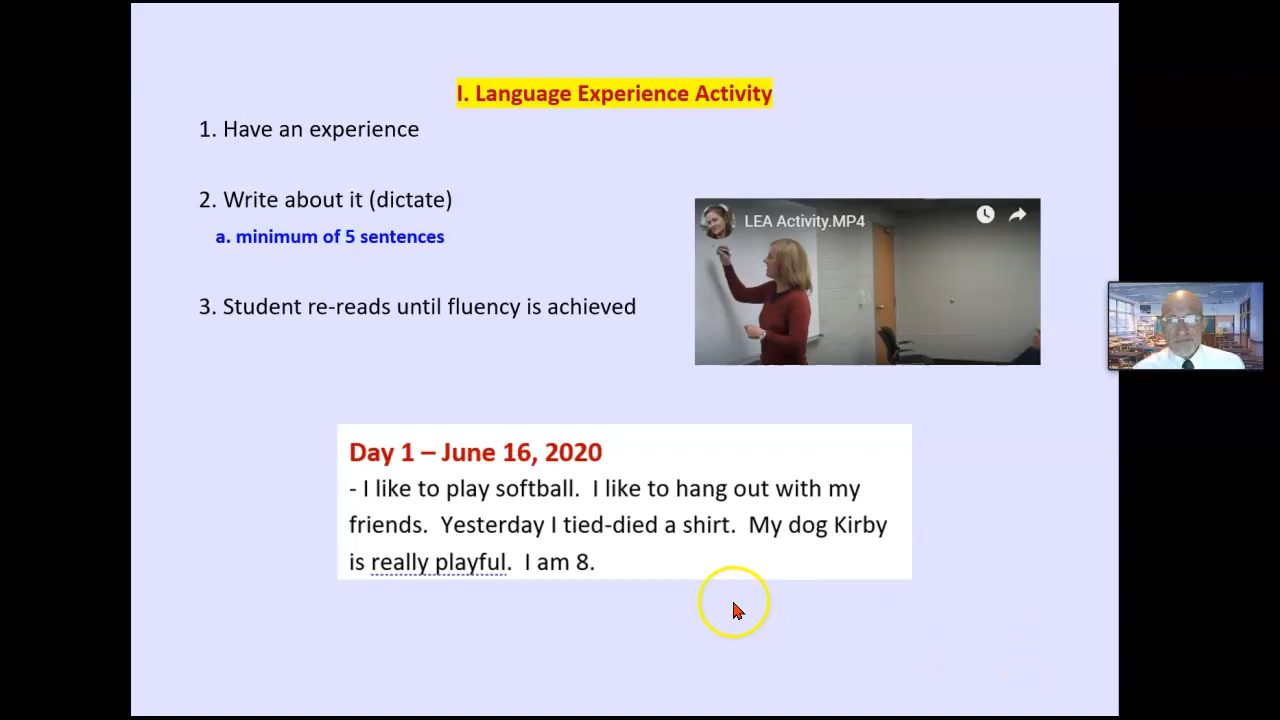 I. Language Experience Activity
1. Have an experience
2. Write about it (dictate)
a. minimum of 5 sentences
LEA Activity.MP4
3. Student re-reads until fluency is achieved
Day 1 – June 16, 2020
- I like to play softball.  I like to hang out with my
friends.  Yesterday I tied-died a shirt.  My dog Kirby
is really playful.  I am 8.